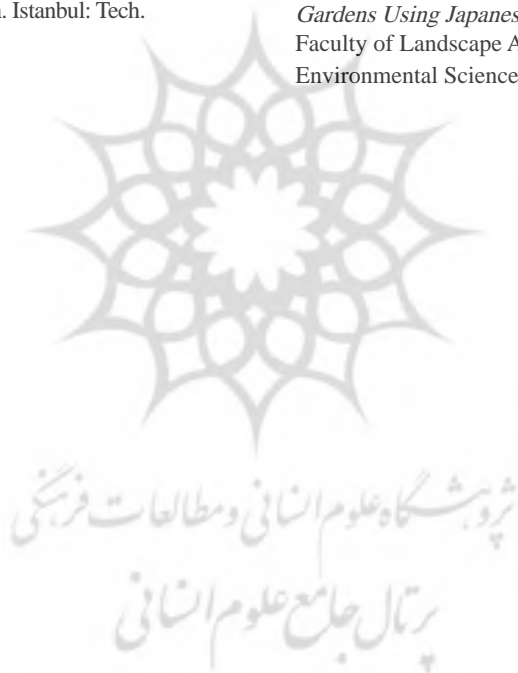 n. Istanbul: Tech.
Gardens Using Japanes
Faculty of Landscape A
Environmental Science
پژوهشگاه علوم انسانی و مطالعات فرهنگی
پرتال جامع علوم انسانی